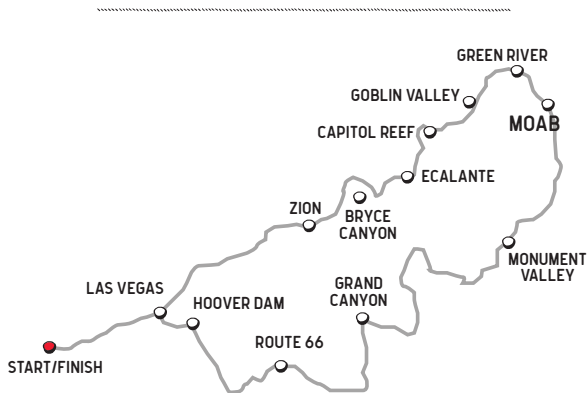 GREEN RIVER
GOBLIN VALLEY
MOAB
CAPITOL REEF
ECALANTE
ZION
BRYCE
CANYON
MONUMENT
VALLEY
LAS VEGAS
HOOVER DAM
GRAND
CANYON
ROUTE 66
START/FINISH